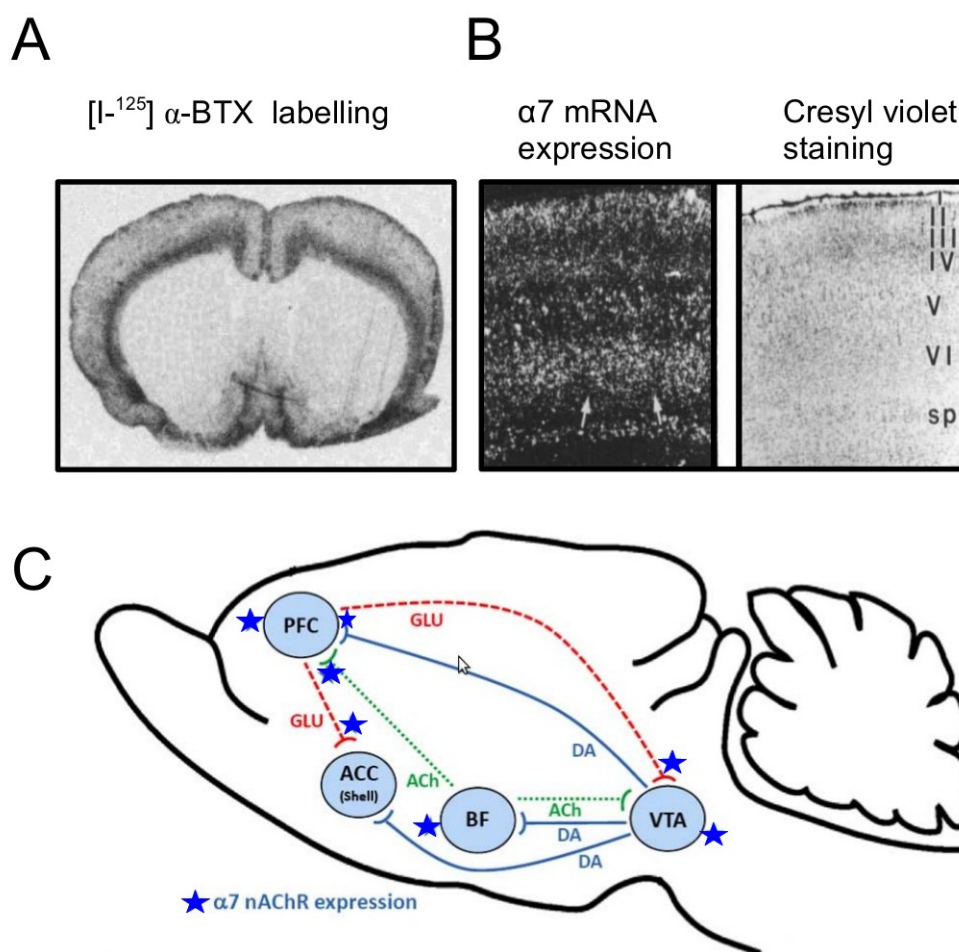 A
B
[I-¹²⁵] α-BTX labelling
α7 mRNA
expression
Cresyl violet
staining
I
II
III
IV
V
VI
sp
C
PFC
GLU
GLU
DA
ACC
(Shell)
ACh
BF
ACh
DA
VTA
DA
α7 nAChR expression